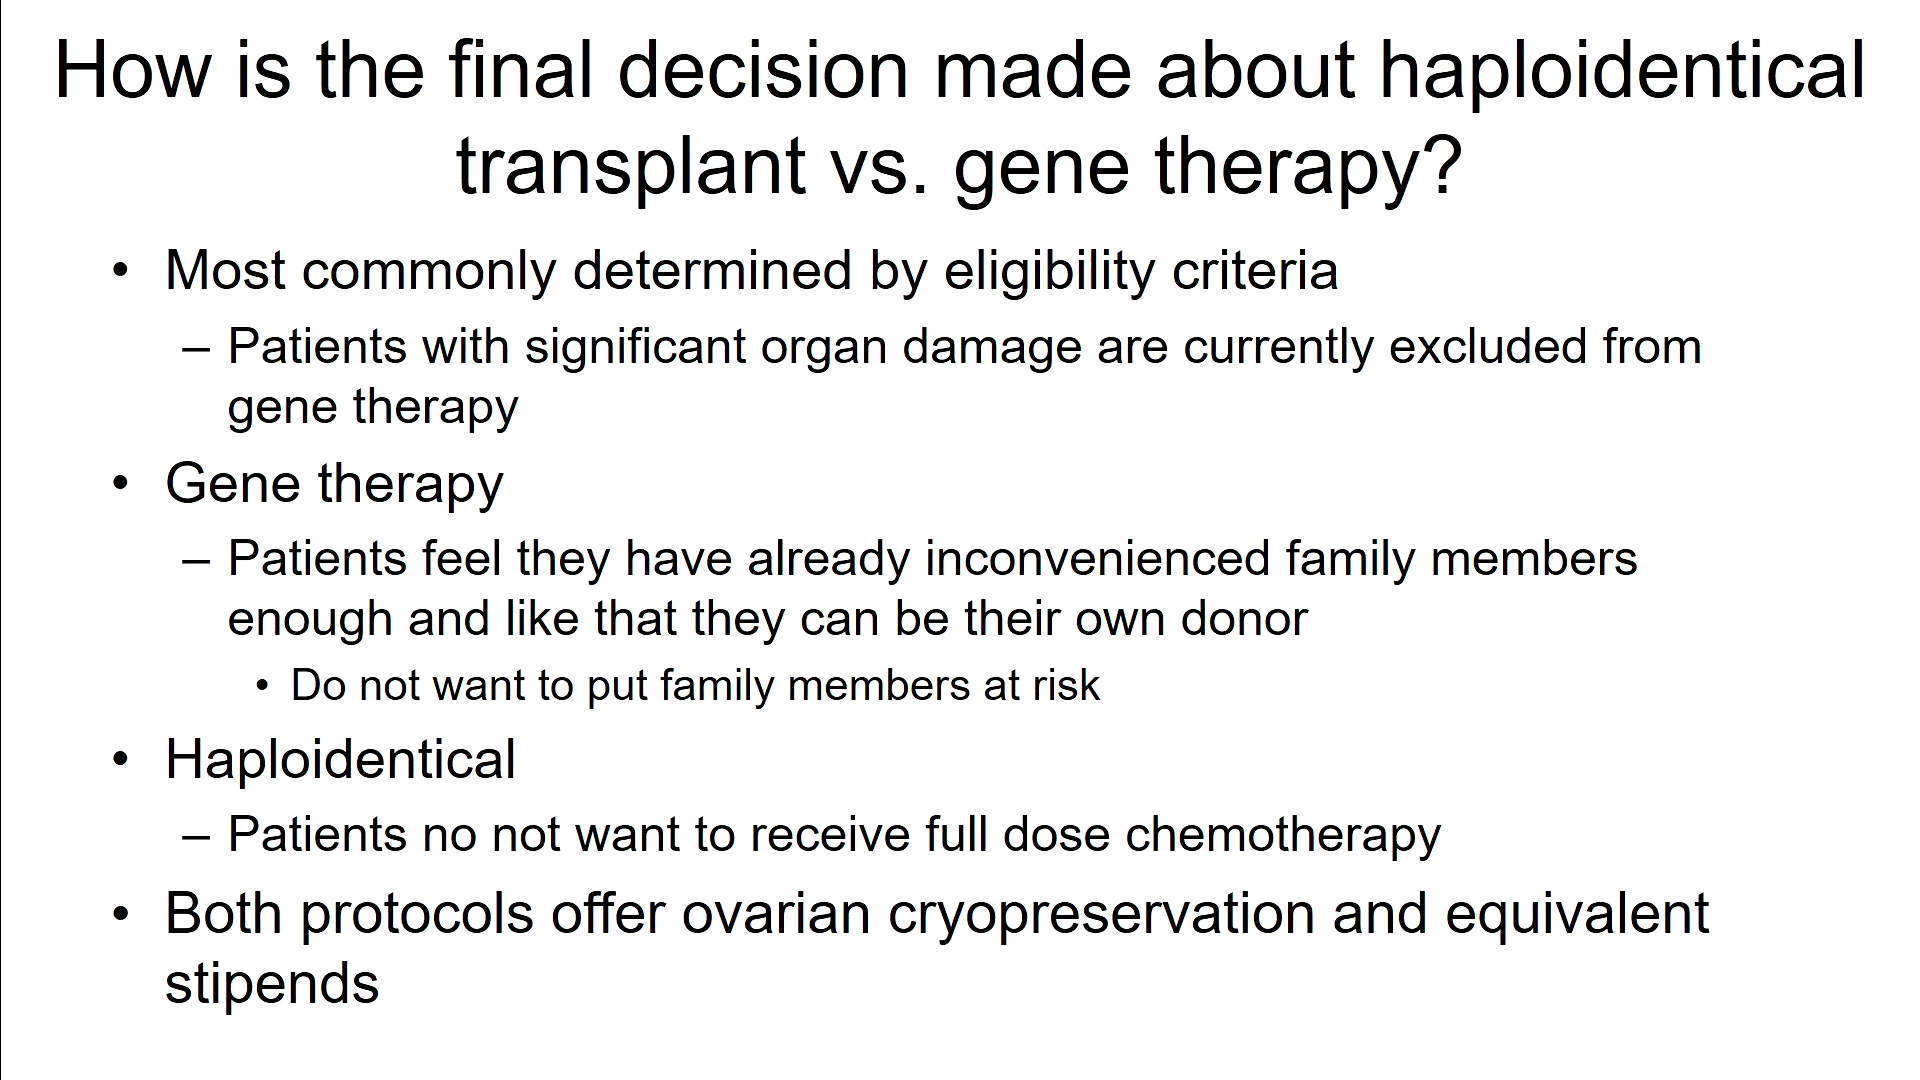 How is the final decision made about haploidentical
transplant vs. gene therapy?
• Most commonly determined by eligibility criteria
– Patients with significant organ damage are currently excluded from
gene therapy
• Gene therapy
– Patients feel they have already inconvenienced family members
enough and like that they can be their own donor
• Do not want to put family members at risk
• Haploidentical
– Patients no not want to receive full dose chemotherapy
• Both protocols offer ovarian cryopreservation and equivalent
stipends